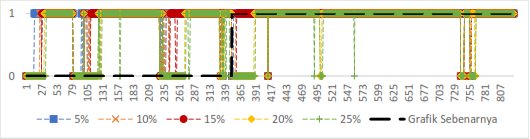 1
0
1 27 53 79 105 131 157 183 209 235 261 287 313 339 365 391 417 443 469 495 521 547 573 599 625 651 677 703 729 755 781 807
5% 10% 15% 20% 25% Grafik Sebenarnya